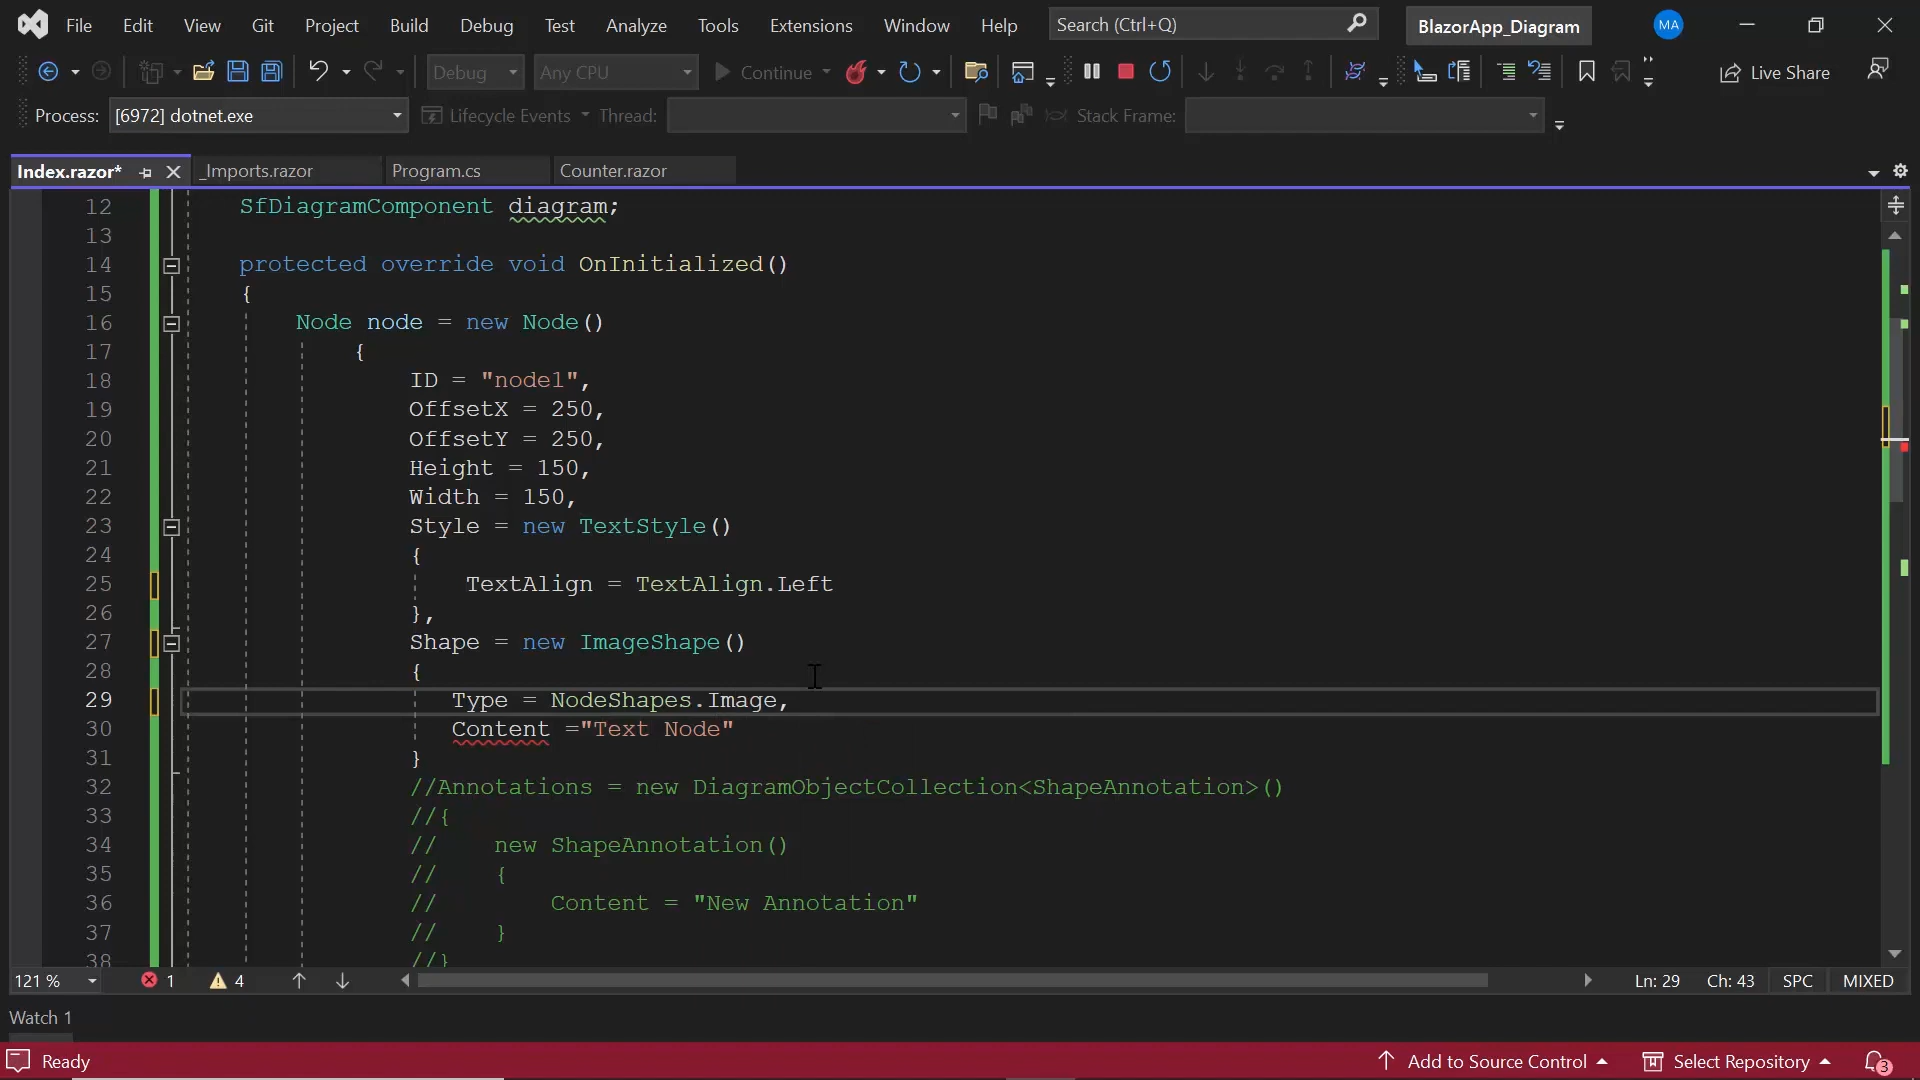 File Edit View Git Project Build Debug Test Analyze Tools Extensions Window Help Search (Ctrl+Q) BlazorApp_Diagram MA
Debug Any CPU Continue Live Share
Process: [6972] dotnet.exe Lifecycle Events Thread: Stack Frame:
Index.razor* _Imports.razor Program.cs Counter.razor
12 SfDiagramComponent diagram;
13
14 protected override void OnInitialized()
15 {
16 Node node = new Node()
17 {
18 ID = "node1",
19 OffsetX = 250,
20 OffsetY = 250,
21 Height = 150,
22 Width = 150,
23 Style = new TextStyle()
24 {
25 TextAlign = TextAlign.Left
26 },
27 Shape = new ImageShape()
28 {
29 Type = NodeShapes.Image,
30 Content ="Text Node"
31 }
32 //Annotations = new DiagramObjectCollection<ShapeAnnotation>()
33 //{
34 // new ShapeAnnotation()
35 // {
36 // Content = "New Annotation"
37 // }
38 //}
121 % 1 4 Ln: 29 Ch: 43 SPC MIXED
Watch 1
Ready Add to Source Control Select Repository 3